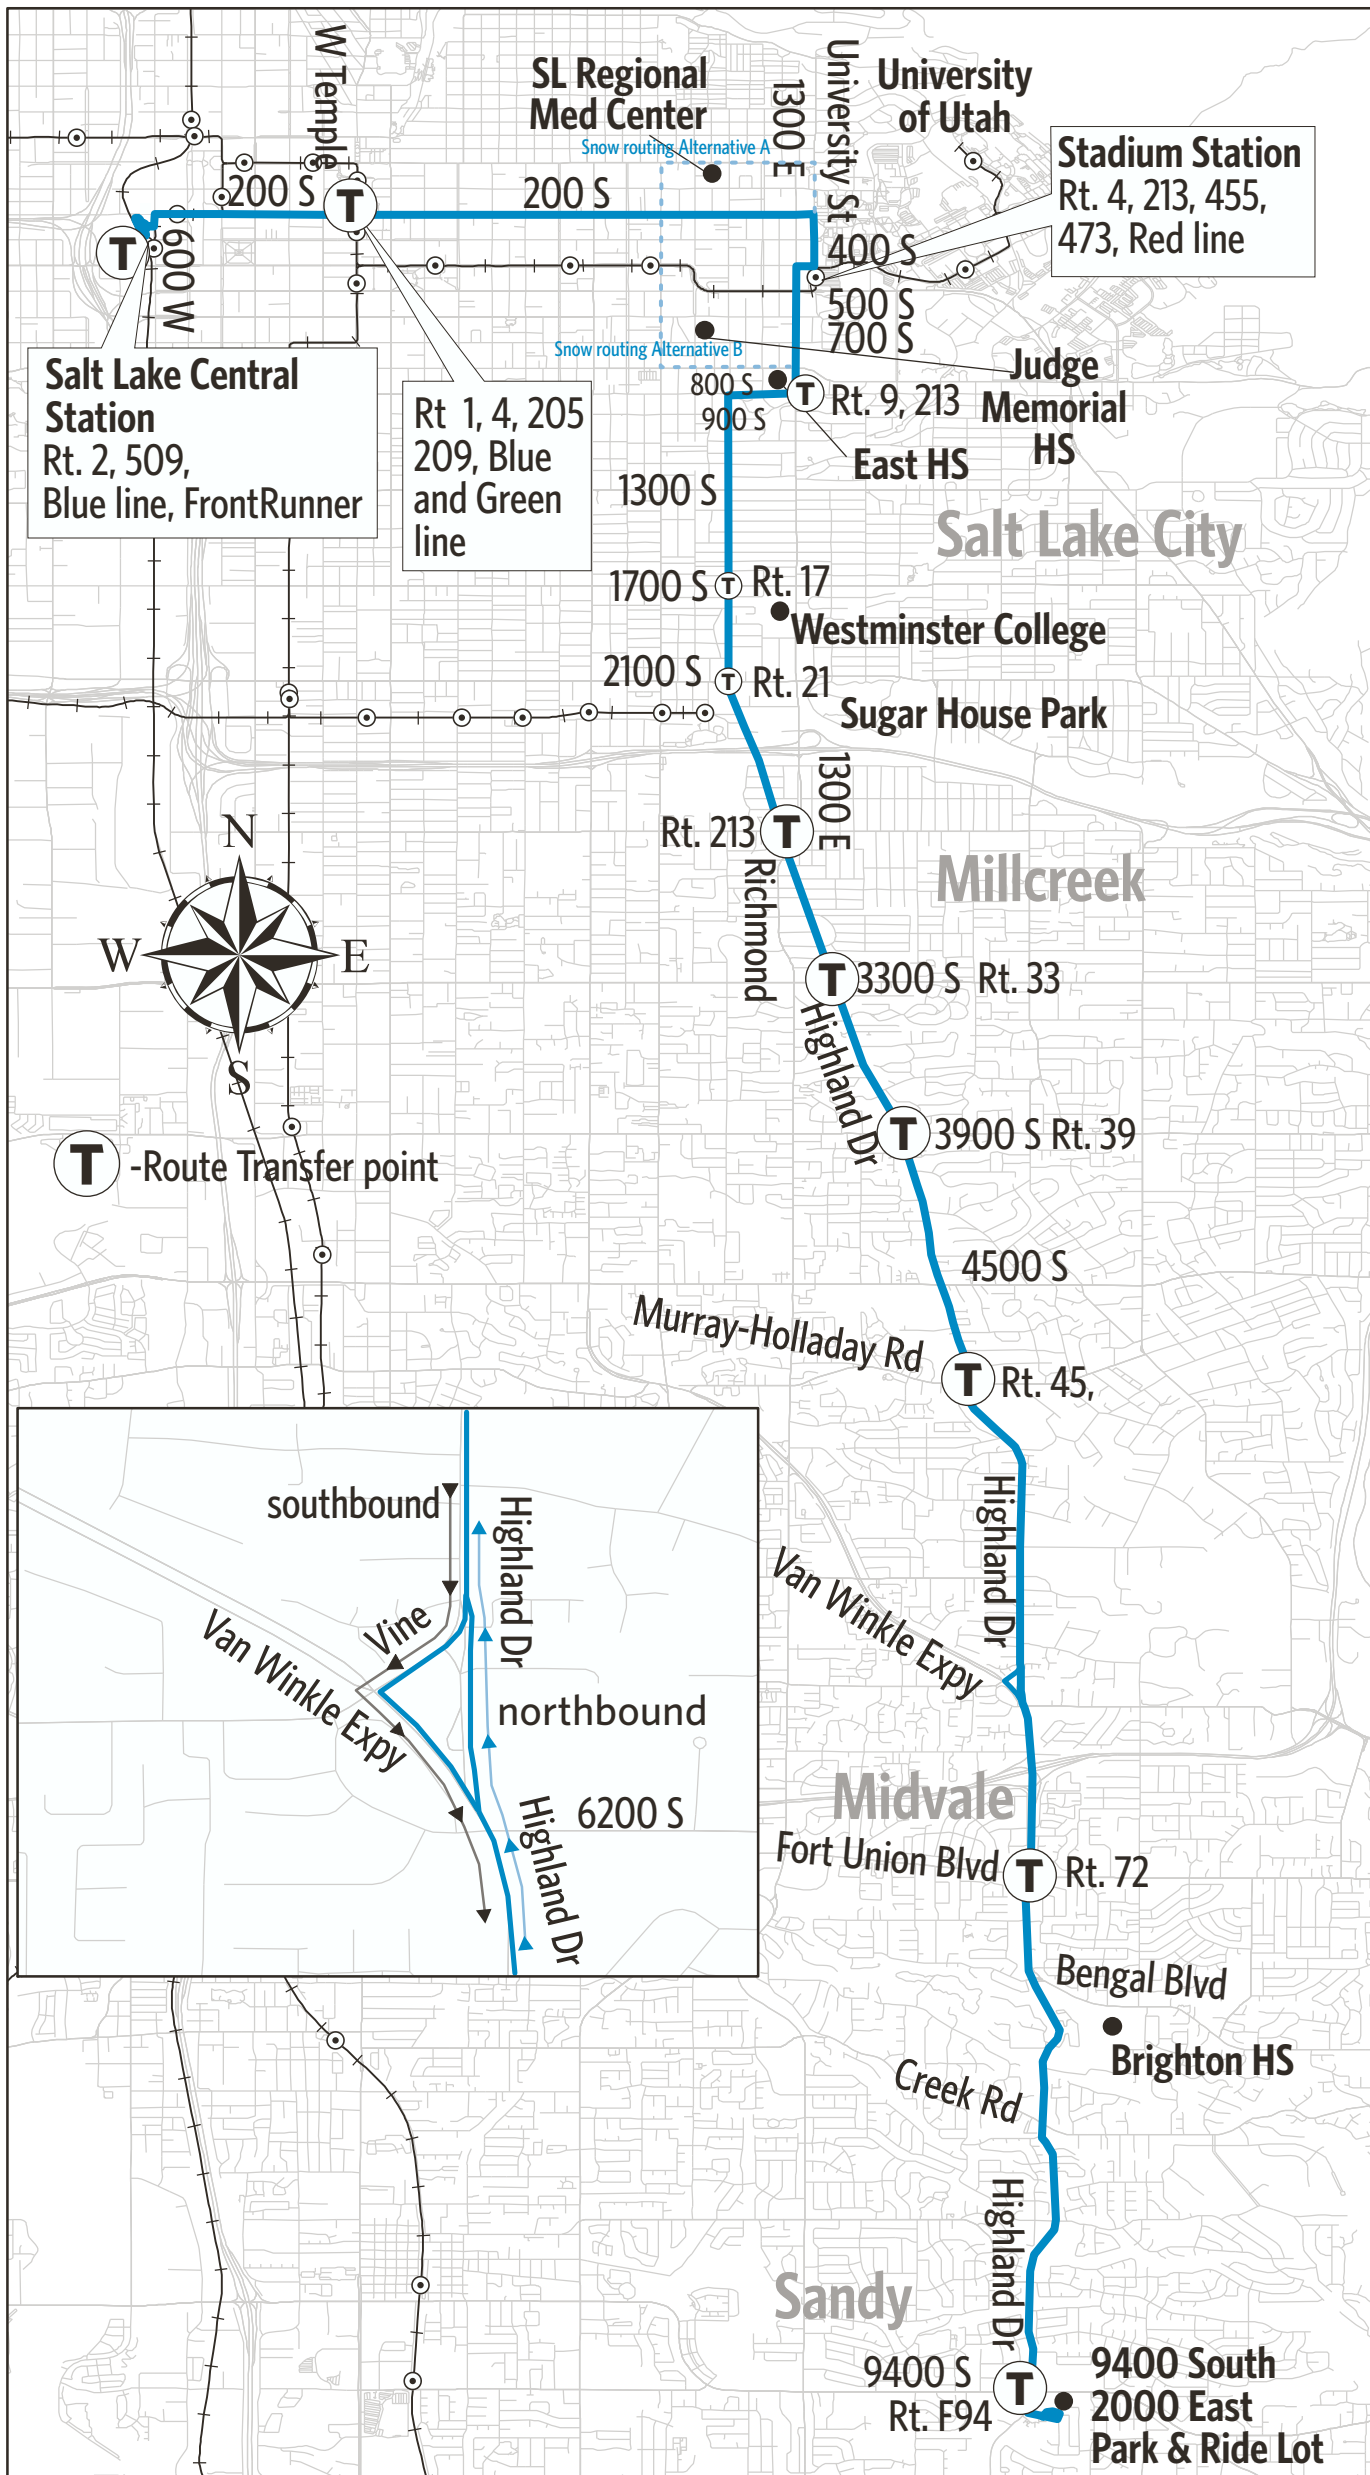 W Temple
SL Regional
Med Center
1300 E
University St
University
of Utah
Snow routing Alternative A
Stadium Station
Rt. 4, 213, 455,
473, Red line
200 S
T
200 S
T
600 W
400 S
500 S
700 S
Snow routing Alternative B
Judge
Memorial
HS
Salt Lake Central
Station
Rt. 2, 509,
Blue line, FrontRunner
Rt 1, 4, 205
209, Blue
and Green
line
800 S
900 S
T
Rt. 9, 213
East HS
1300 S
Salt Lake City
1700 S
T
Rt. 17
Westminster College
2100 S
T
Rt. 21
Sugar House Park
1300 E
Rt. 213
T
Richmond
Millcreek
N
W
E
S
T
3300 S Rt. 33
Highland Dr
T
3900 S Rt. 39
T
-Route Transfer point
4500 S
Murray-Holladay Rd
T
Rt. 45,
Highland Dr
Van Winkle Expy
southbound
Highland Dr
Vine
Van Winkle Expy
northbound
6200 S
Highland Dr
Midvale
Fort Union Blvd
T
Rt. 72
Bengal Blvd
Brighton HS
Creek Rd
Highland Dr
Sandy
9400 S
Rt. F94
T
9400 South
2000 East
Park & Ride Lot